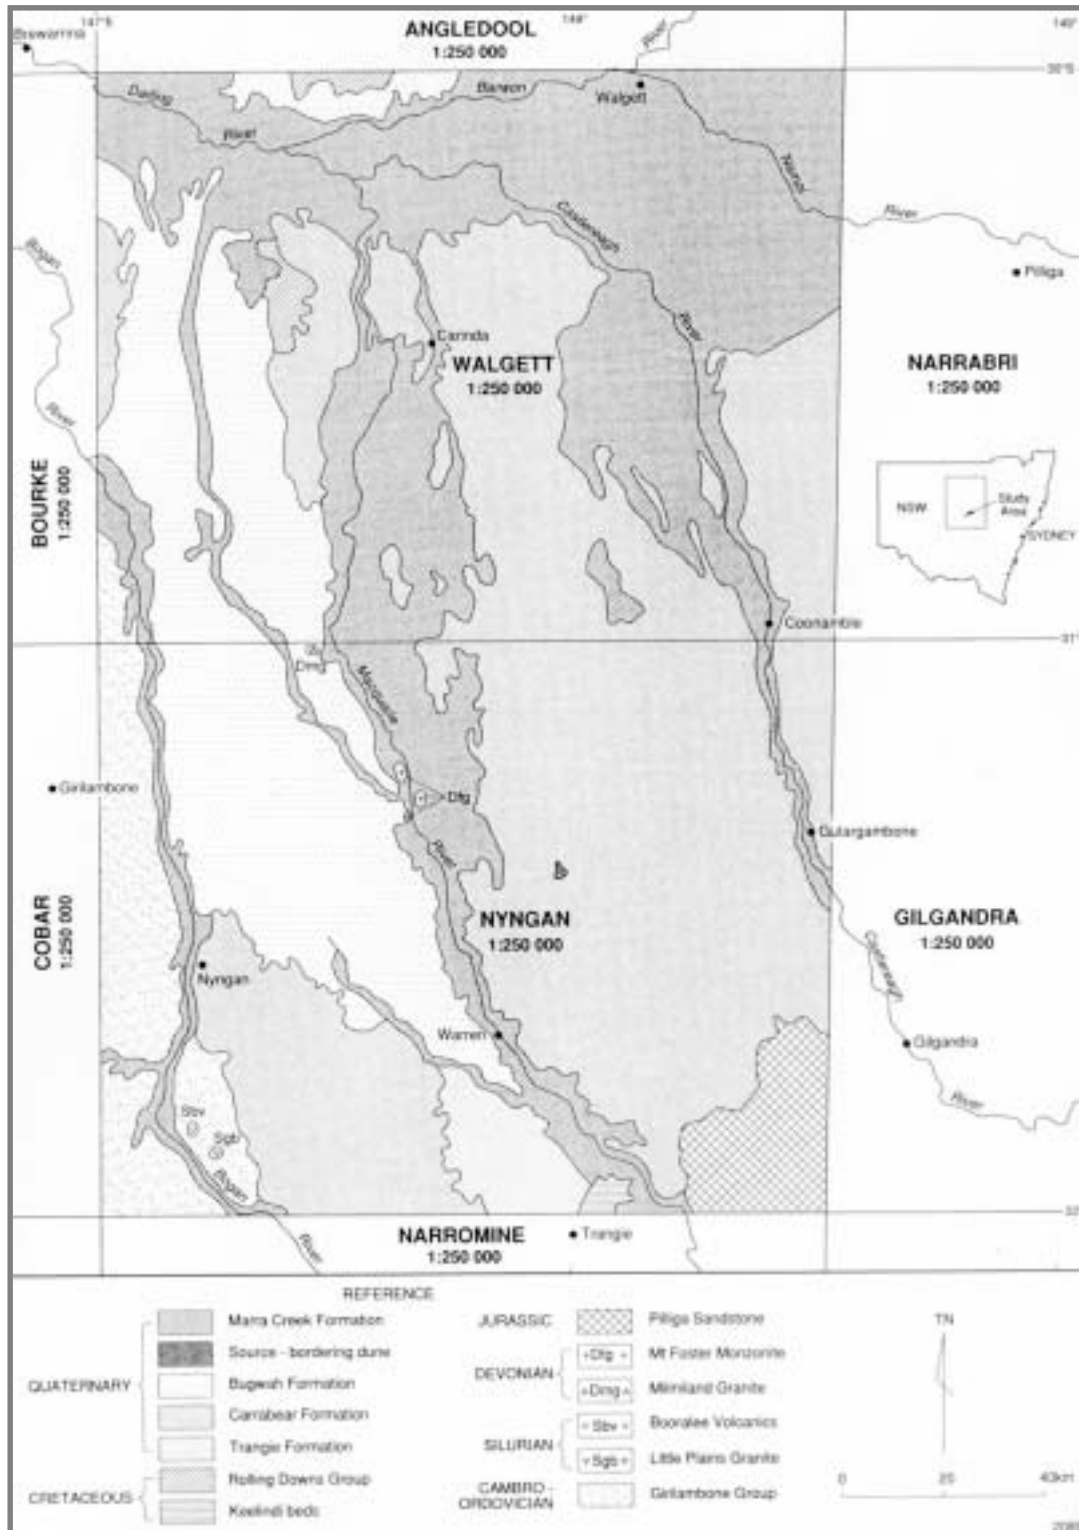 147°E
148°
149°
ANGLEDOOL
1:250 000
Brewarrina
River
30°S
Darling
River
Barwon
Walgett
Namoi
River
Castlereagh
River
Bogan
River
Pilliga
Carinda
WALGETT
1:250 000
NARRABRI
1:250 000
BOURKE
1:250 000
NSW
Study
Area
SYDNEY
Coonamble
31°
Dmg
Macquarie
River
Girilambone
Dfg
Gulargambone
COBAR
1:250 000
NYNGAN
1:250 000
GILGANDRA
1:250 000
Nyngan
Castlereagh
Warren
Gilgandra
River
Sbv
Sgb
Bogan
River
32°
NARROMINE
1:250 000
Trangie
REFERENCE
QUATERNARY
Marra Creek Formation
Source - bordering dune
Bugwah Formation
Carrabear Formation
Trangie Formation
CRETACEOUS
Rolling Downs Group
Keelindi beds
JURASSIC
Pilliga Sandstone
DEVONIAN
Dfg
Mt Foster Monzonite
Dmg
Milmiland Granite
SILURIAN
Sbv
Booralee Volcanics
Sgb
Little Plains Granite
CAMBRO -
ORDOVICIAN
Girilambone Group
TN
0
20
40km